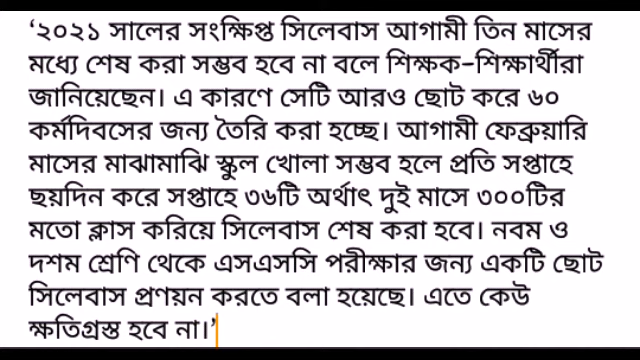 ‘২০২১ সালের সংক্ষিপ্ত সিলেবাস আগামী তিন মাসের
মধ্যে শেষ করা সম্ভব হবে না বলে শিক্ষক-শিক্ষার্থীরা
জানিয়েছেন। এ কারণে সেটি আরও ছোট করে ৬০
কর্মদিবসের জন্য তৈরি করা হচ্ছে। আগামী ফেব্রুয়ারি
মাসের মাঝামাঝি স্কুল খোলা সম্ভব হলে প্রতি সপ্তাহে
ছয়দিন করে সপ্তাহে ৩৬টি অর্থাৎ দুই মাসে ৩০০টির
মতো ক্লাস করিয়ে সিলেবাস শেষ করা হবে। নবম ও
দশম শ্রেণি থেকে এসএসসি পরীক্ষার জন্য একটি ছোট
সিলেবাস প্রণয়ন করতে বলা হয়েছে। এতে কেউ
ক্ষতিগ্রস্ত হবে না।’